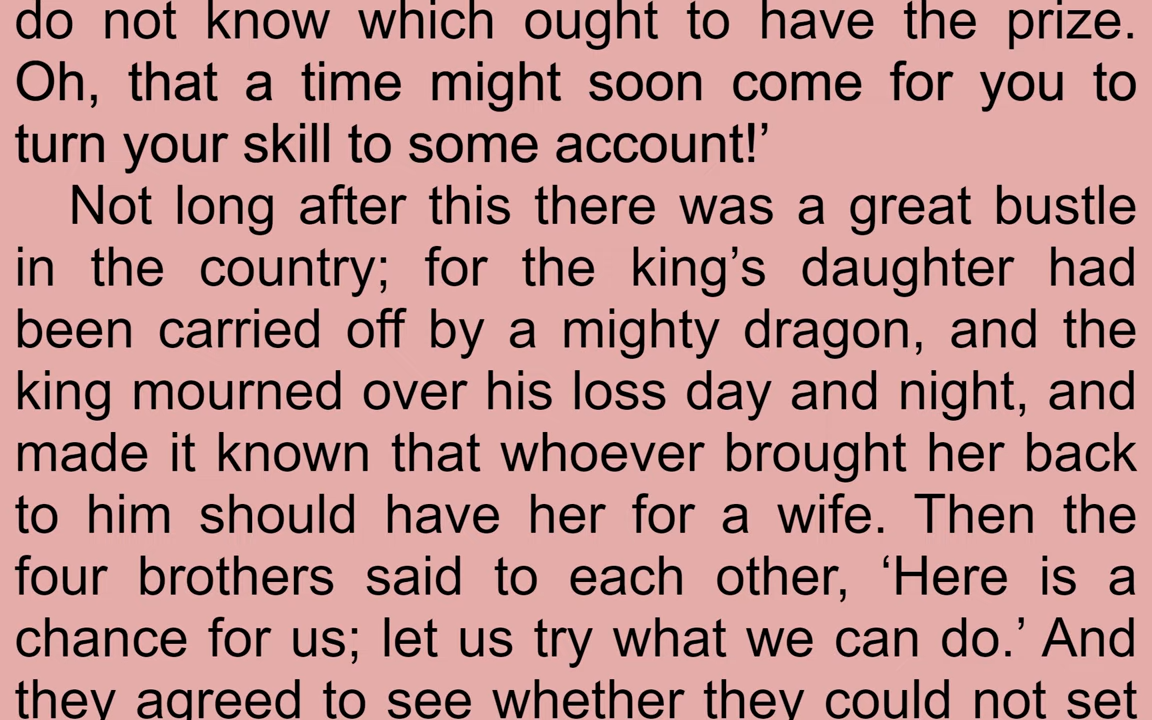 do not know which ought to have the prize.
Oh, that a time might soon come for you to
turn your skill to some account!’
Not long after this there was a great bustle
in the country; for the king’s daughter had
been carried off by a mighty dragon, and the
king mourned over his loss day and night, and
made it known that whoever brought her back
to him should have her for a wife. Then the
four brothers said to each other, ‘Here is a
chance for us; let us try what we can do.’ And
they agreed to see whether they could not set